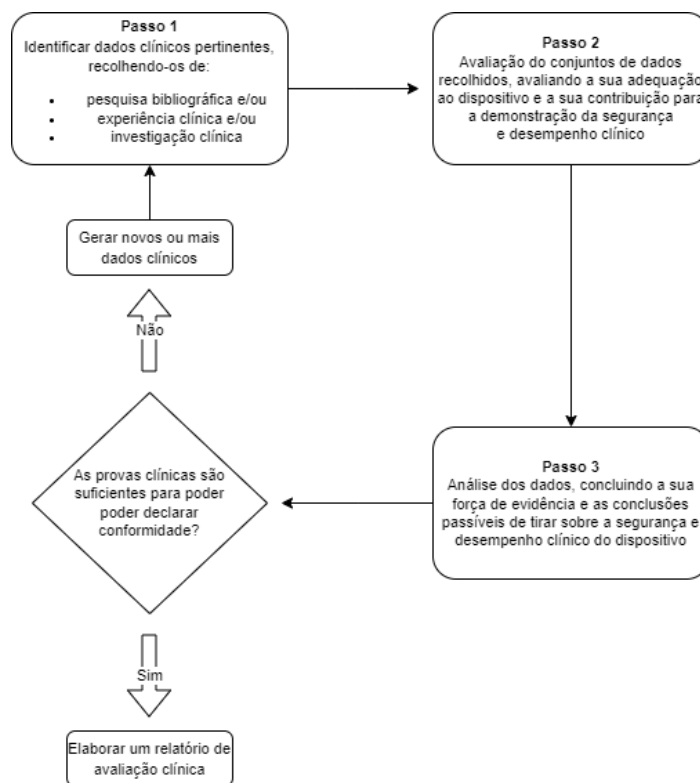 Passo 1
Identificar dados clínicos pertinentes,
recolhendo-os de:
• pesquisa bibliográfica e/ou
• experiência clínica e/ou
• investigação clínica
Passo 2
Avaliação do conjuntos de dados
recolhidos, avaliando a sua adequação
ao dispositivo e a sua contribuição para
a demonstração da segurança
e desempenho clínico
Gerar novos ou mais
dados clínicos
Não
As provas clínicas são
suficientes para poder
poder declarar
conformidade?
Passo 3
Análise dos dados, concluindo a sua
força de evidência e as conclusões
passíveis de tirar sobre a segurança e
desempenho clínico do dispositivo
Sim
Elaborar um relatório de
avaliação clínica